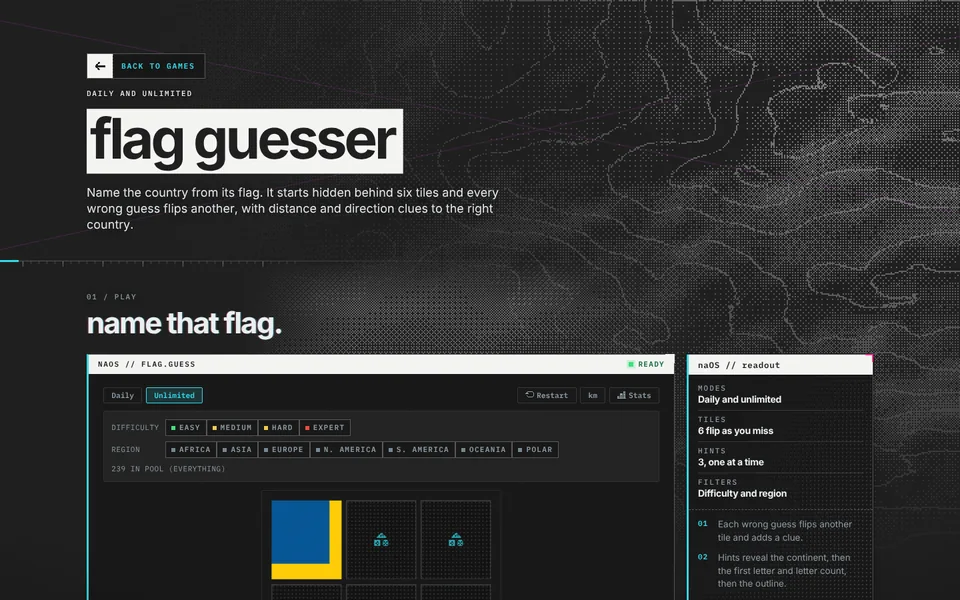 BACK TO GAMES
DAILY AND UNLIMITED
flag guesser
Name the country from its flag. It starts hidden behind six tiles and every
wrong guess flips another, with distance and direction clues to the right
country.
01 / PLAY
name that flag.
NAOS // FLAG.GUESS
READY
Daily
Unlimited
Restart
km
Stats
DIFFICULTY
EASY
MEDIUM
HARD
EXPERT
REGION
AFRICA
ASIA
EUROPE
N. AMERICA
S. AMERICA
OCEANIA
POLAR
239 IN POOL (EVERYTHING)
naOS // readout
MODES
Daily and unlimited
TILES
6 flip as you miss
HINTS
3, one at a time
FILTERS
Difficulty and region
01 Each wrong guess flips another
tile and adds a clue.
02 Hints reveal the continent, then
the first letter and letter count,
then the outline.